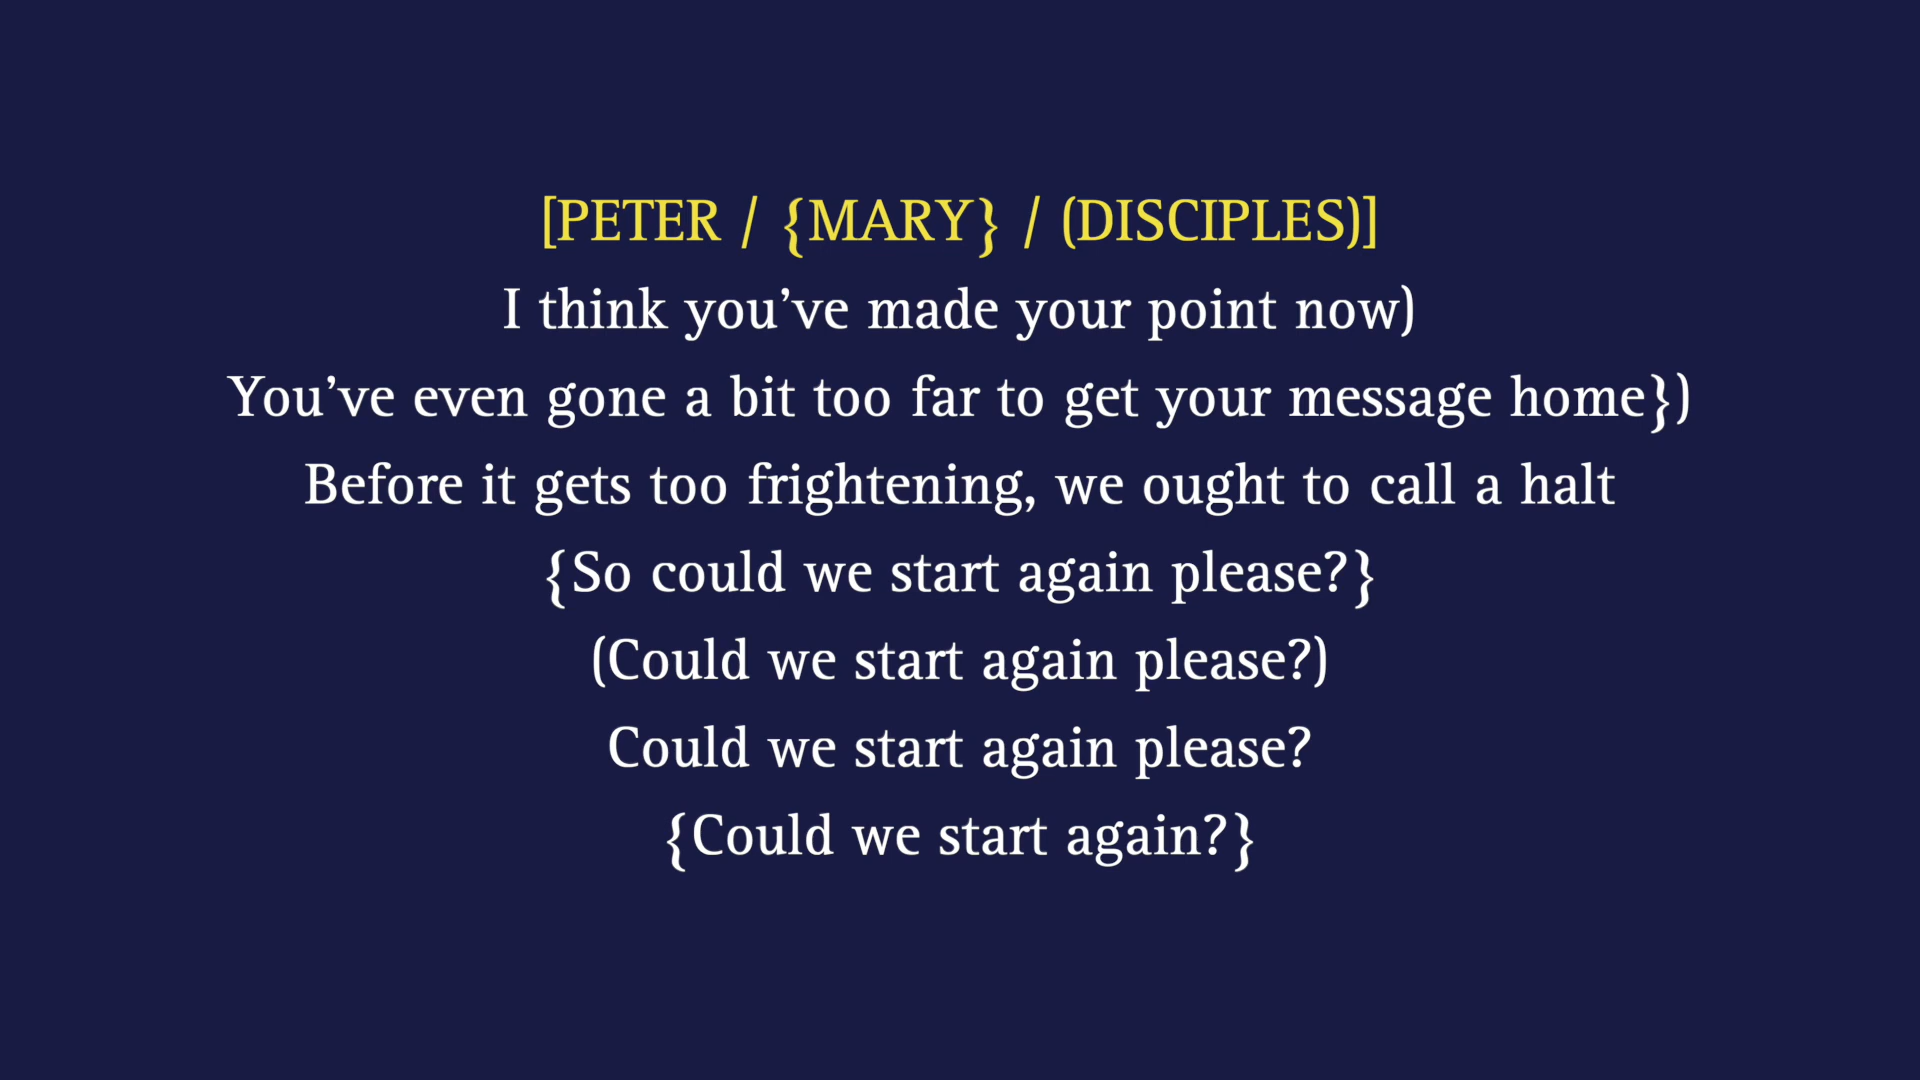 [PETER / {MARY} / (DISCIPLES)]
I think you’ve made your point now)
You’ve even gone a bit too far to get your message home})
Before it gets too frightening, we ought to call a halt
{So could we start again please?}
(Could we start again please?)
Could we start again please?
{Could we start again?}